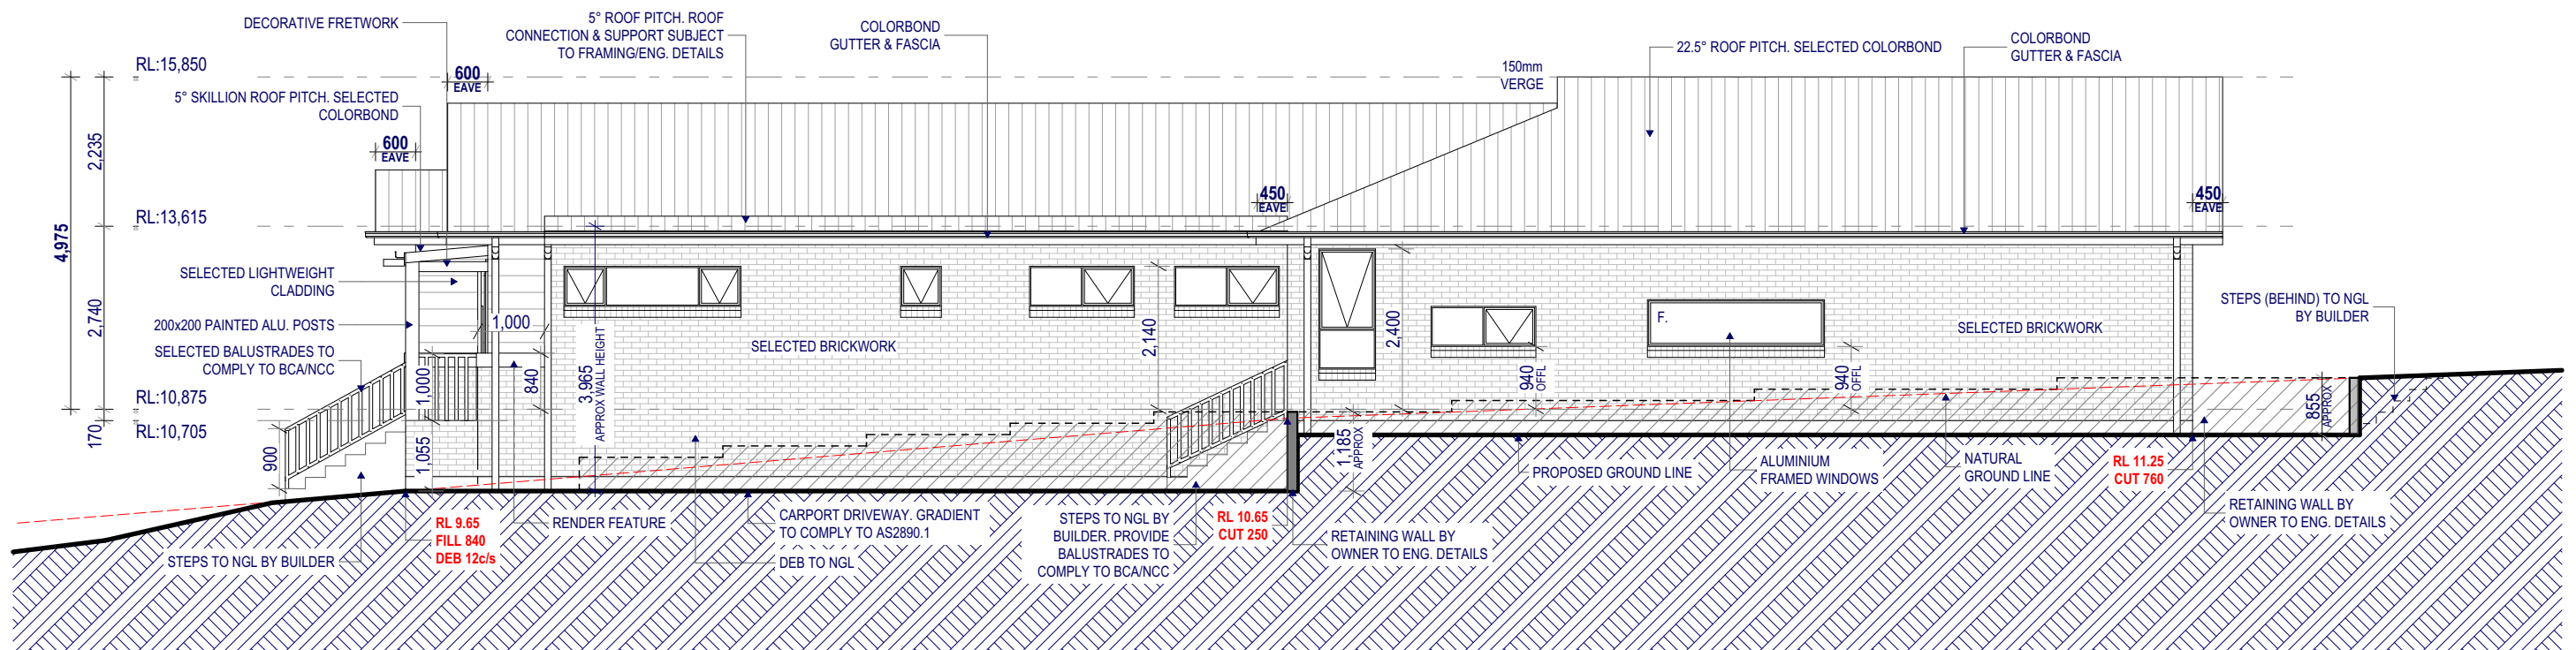 DECORATIVE FRETWORK
5° ROOF PITCH. ROOF
CONNECTION & SUPPORT SUBJECT
TO FRAMING/ENG. DETAILS
COLORBOND
GUTTER & FASCIA
22.5° ROOF PITCH. SELECTED COLORBOND
COLORBOND
GUTTER & FASCIA
RL:15,850
600
EAVE
150mm
VERGE
5° SKILLION ROOF PITCH. SELECTED
COLORBOND
2,235
600
EAVE
450
EAVE
450
EAVE
RL:13,615
4,975
SELECTED LIGHTWEIGHT
CLADDING
2,740
200x200 PAINTED ALU. POSTS
1,000
SELECTED BALUSTRADES TO
COMPLY TO BCA/NCC
1,000
840
3,965
APPROX WALL HEIGHT
SELECTED BRICKWORK
2,140
2,400
940
OFFL
F.
940
OFFL
SELECTED BRICKWORK
STEPS (BEHIND) TO NGL
BY BUILDER
RL:10,875
170
RL:10,705
900
1,055
1,185
APPROX
855
APPROX
PROPOSED GROUND LINE
ALUMINIUM
FRAMED WINDOWS
NATURAL
GROUND LINE
RL 11.25
CUT 760
RETAINING WALL BY
OWNER TO ENG. DETAILS
STEPS TO NGL BY BUILDER
RL 9.65
FILL 840
DEB 12c/s
RENDER FEATURE
CARPORT DRIVEWAY. GRADIENT
TO COMPLY TO AS2890.1
DEB TO NGL
STEPS TO NGL BY
BUILDER. PROVIDE
BALUSTRADES TO
COMPLY TO BCA/NCC
RL 10.65
CUT 250
RETAINING WALL BY
OWNER TO ENG. DETAILS